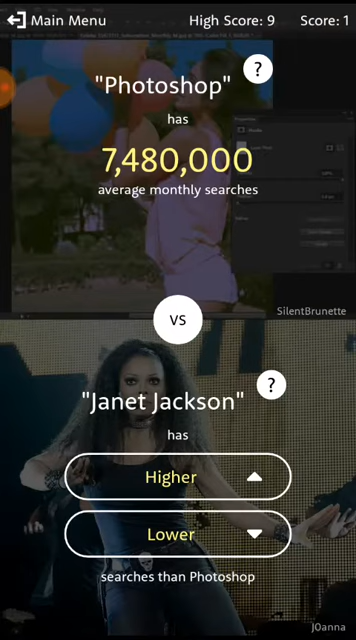 Main Menu High Score: 9 Score: 1
?
"Photoshop"
has
7,480,000
average monthly searches
SilentBrunette
VS
?
"Janet Jackson"
has
Higher
Lower
searches than Photoshop
J0anna